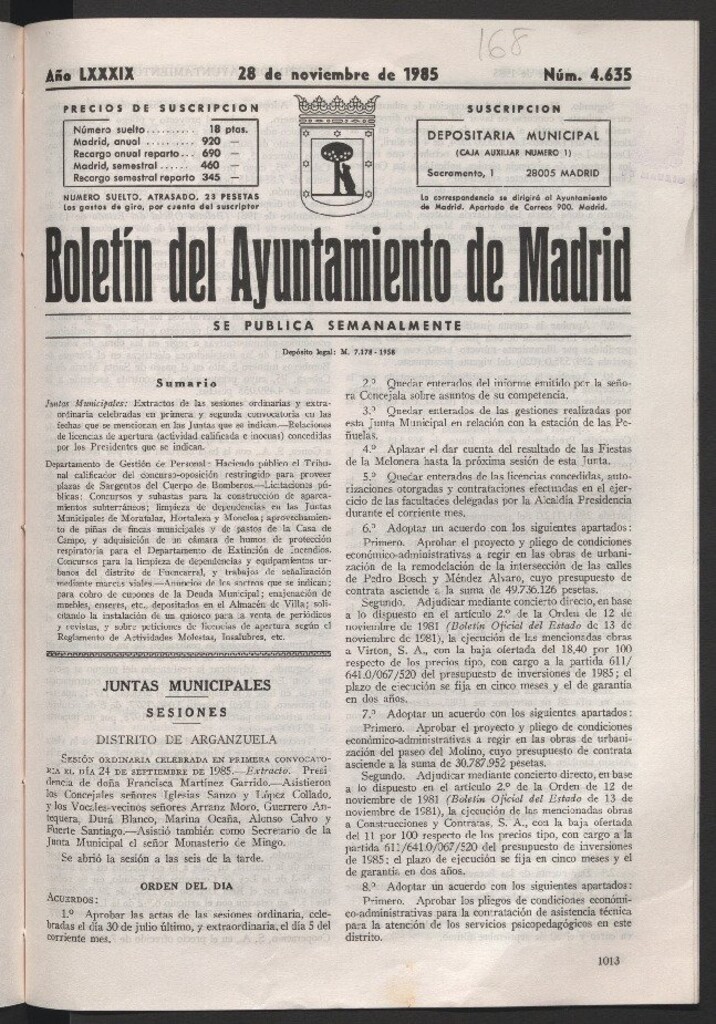 168
Año LXXXIX
28 de noviembre de 1985
Núm. 4.635
PRECIOS DE SUSCRIPCION
Número suelto.......... 18 ptas.
Madrid, anual .......... 920 —
Recargo anual reparto... 690 —
Madrid, semestral ...... 460 —
Recargo semestral reparto 345 —
NUMERO SUELTO, ATRASADO, 23 PESETAS
Los gastos de giro, por cuenta del suscriptor
SUSCRIPCION
DEPOSITARIA MUNICIPAL
(CAJA AUXILIAR NUMERO 1)
Sacramento, 1 28005 MADRID
La correspondencia se dirigirá al Ayuntamiento
de Madrid. Apartado de Correos 900. Madrid.
Boletín del Ayuntamiento de Madrid
SE PUBLICA SEMANALMENTE
Depósito legal: M. 7.178 - 1958
Sumario
Juntas Municipales: Extractos de las sesiones ordinarias y extra-
ordinaria celebradas en primera y segunda convocatoria en las
fechas que se mencionan en las Juntas que se indican.—Relaciones
de licencias de apertura (actividad calificada e inocuas) concedidas
por los Presidentes que se indican.
Departamento de Gestión de Personal: Haciendo público el Tribu-
nal calificador del concurso-oposición restringido para proveer
plazas de Sargentos del Cuerpo de Bomberos.—Licitaciones pú-
blicas: Concursos y subastas para la construcción de aparca-
mientos subterráneos; limpieza de dependencias en las Juntas
Municipales de Moratalaz, Hortaleza y Moncloa; aprovechamien-
to de piñas de fincas municipales y de pastos de la Casa de
Campo, y adquisición de un cámara de humos de protección
respiratoria para el Departamento de Extinción de Incendios.
Concursos para la limpieza de dependencias y equipamientos ur-
banos del distrito de Fuencarral, y trabajos de señalización
mediante marcas viales.—Anuncios de los sectros que se indican;
para cobro de cupones de la Deuda Municipal; enajenación de
muebles, enseres, etc., depositados en el Almacén de Villa; soli-
citando la instalación de un quiosco para la venta de periódicos
y revistas, y sobre peticiones de licencias de apertura según el
Reglamento de Actividades Molestas, Insalubres, etc.
JUNTAS MUNICIPALES
SESIONES
DISTRITO DE ARGANZUELA
SESIÓN ORDINARIA CELEBRADA EN PRIMERA CONVOCATO-
RIA EL DÍA 24 DE SEPTIEMBRE DE 1985.—Extracto. Presi-
dencia de doña Francisca Martínez Garrido.—Asistieron
los Concejales señores Iglesias Sanzo y López Collado,
y los Vocales-vecinos señores Arranz Moro, Guerrero An-
tequera, Durá Blanco, Marina Ocaña, Alonso Calvo y
Fuerte Santiago.—Asistió también como Secretario de la
Junta Municipal el señor Monasterio de Mingo.
Se abrió la sesión a las seis de la tarde.
ORDEN DEL DIA
ACUERDOS:
1.º Aprobar las actas de las sesiones ordinaria, cele-
bradas el día 30 de julio último, y extraordinaria, el día 5 del
corriente mes.
2.º Quedar enterados del informe emitido por la seño-
ra Concejala sobre asuntos de su competencia.
3.º Quedar enterados de las gestiones realizadas por
esta Junta Municipal en relación con la estación de las Pe-
ñuelas.
4.º Aplazar el dar cuenta del resultado de las Fiestas
de la Melonera hasta la próxima sesión de esta Junta.
5.º Quedar enterados de las licencias concedidas, auto-
rizaciones otorgadas y contrataciones efectuadas en el ejer-
cicio de las facultades delegadas por la Alcaldía Presidencia
durante el corriente mes.
6.º Adoptar un acuerdo con los siguientes apartados:
Primero. Aprobar el proyecto y pliego de condiciones
económico-administrativas a regir en las obras de urbani-
zación de la remodelación de la intersección de las calles
de Pedro Bosch y Méndez Alvaro, cuyo presupuesto de
contrata asciende a la suma de 49.736.126 pesetas.
Segundo. Adjudicar mediante concierto directo, en base
a lo dispuesto en el artículo 2.º de la Orden de 12 de
noviembre de 1981 (Boletín Oficial del Estado de 13 de
noviembre de 1981), la ejecución de las mencionadas obras
a Virton, S. A., con la baja ofertada del 18,40 por 100
respecto de los precios tipo, con cargo a la partida 611/
641.0/067/520 del presupuesto de inversiones de 1985; el
plazo de ejecución se fija en cinco meses y el de garantía
en dos años.
7.º Adoptar un acuerdo con los siguientes apartados:
Primero. Aprobar el proyecto y pliego de condiciones
económico-administrativas a regir en las obras de urbani-
zación del paseo del Molino, cuyo presupuesto de contrata
asciende a la suma de 30.787.952 pesetas.
Segundo. Adjudicar mediante concierto directo, en base
a lo dispuesto en el artículo 2.º de la Orden de 12 de
noviembre de 1981 (Boletín Oficial del Estado de 13 de
noviembre de 1981), la ejecución de las mencionadas obras
a Construcciones y Contratas, S. A., con la baja ofertada
del 11 por 100 respecto de los precios tipo, con cargo a la
partida 611/641.0/067/520 del presupuesto de inversiones
de 1985; el plazo de ejecución se fija en cinco meses y el
de garantía en dos años.
8.º Adoptar un acuerdo con los siguientes apartados:
Primero. Aprobar los pliegos de condiciones económi-
co-administrativas para la contratación de asistencia técnica
para la atención de los servicios psicopedagógicos en este
distrito.
1013